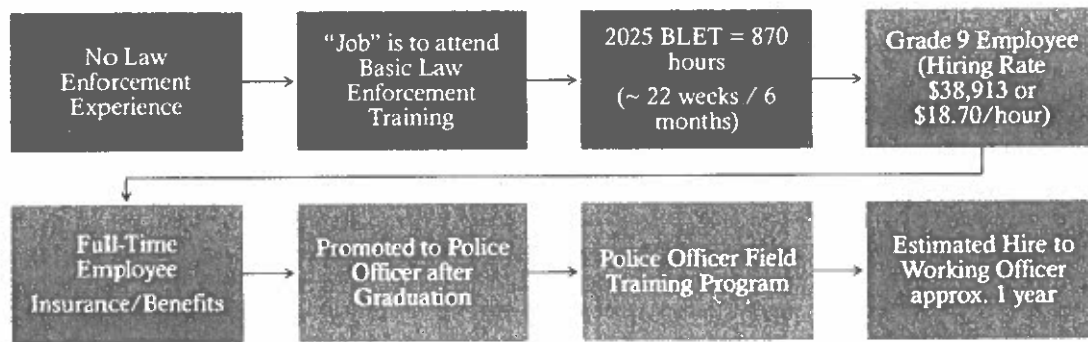 No Law
Enforcement
Experience
“Job” is to attend
Basic Law
Enforcement
Training
2025 BLET = 870
hours
(~ 22 weeks / 6
months)
Grade 9 Employee
(Hiring Rate
$38,913 or
$18.70/hour)
Full-Time
Employee
Insurance/Benefits
Promoted to Police
Officer after
Graduation
Police Officer Field
Training Program
Estimated Hire to
Working Officer
approx. 1 year